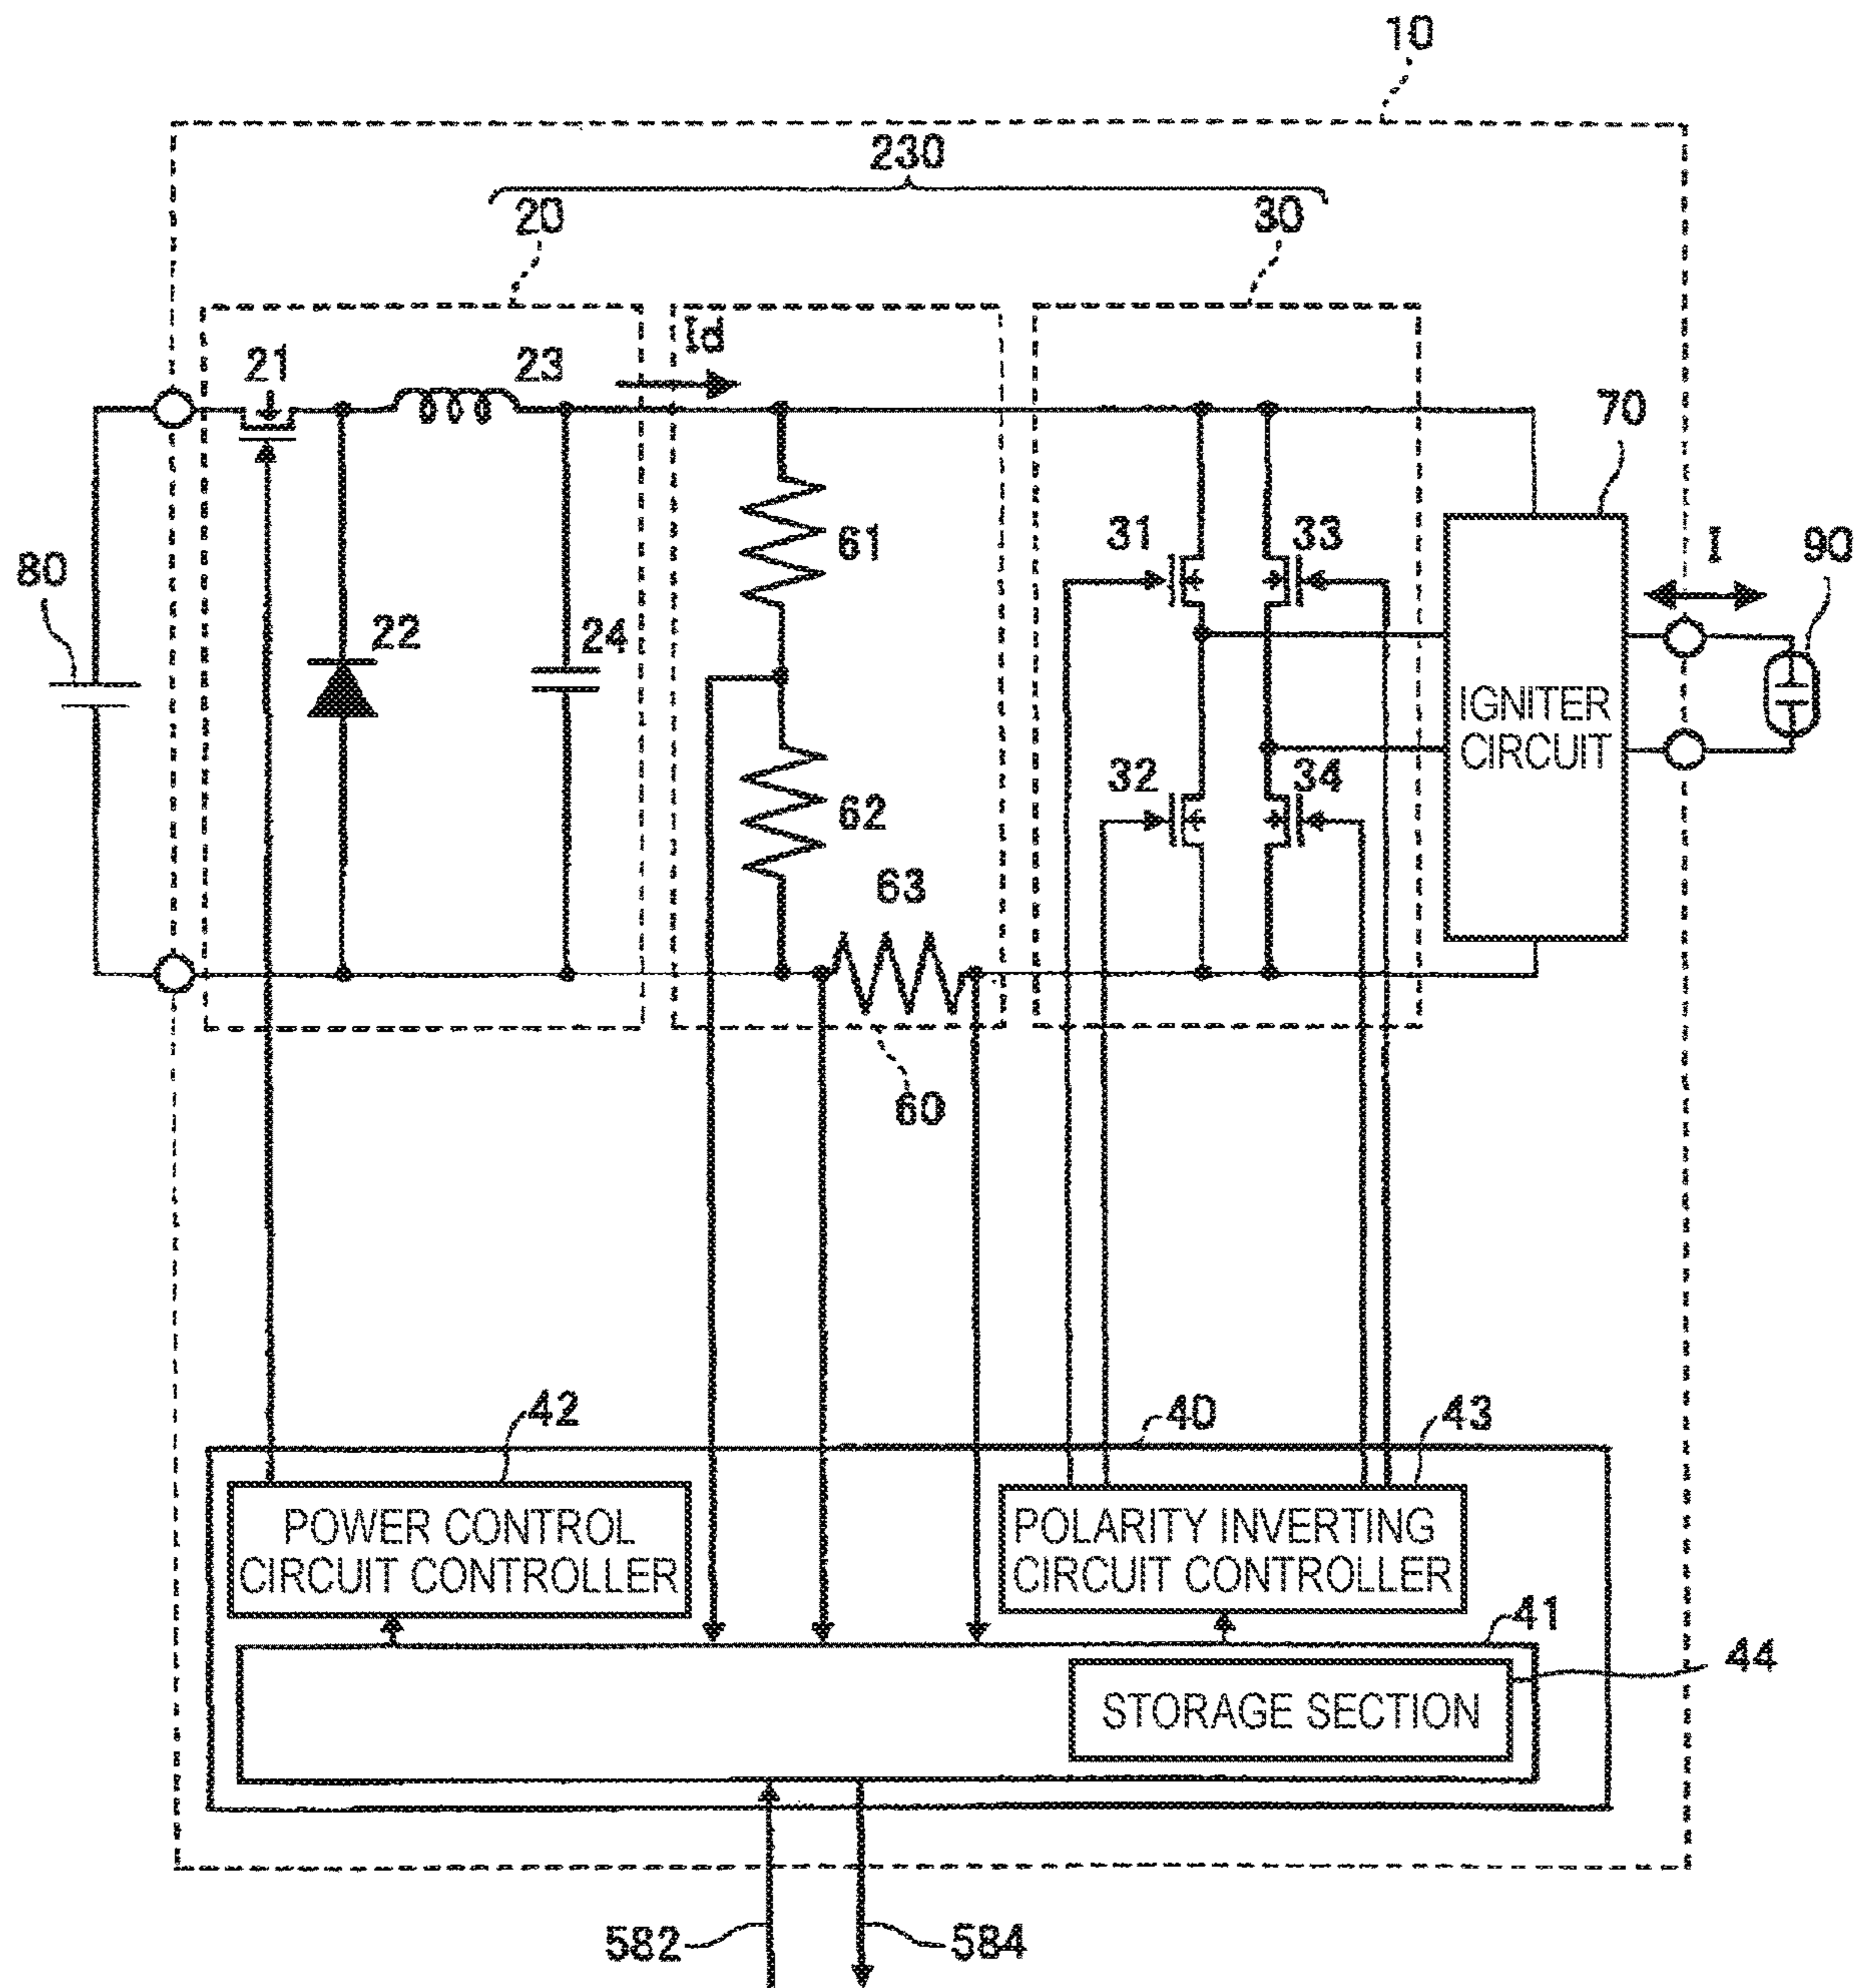 10
230
20
30
Id
21
23
70
61
31
33
I
90
80
22
24
IGNITER
CIRCUIT
62
32
34
63
60
42
40
43
POWER CONTROL
CIRCUIT CONTROLLER
POLARITY INVERTING
CIRCUIT CONTROLLER
41
44
STORAGE SECTION
582
584